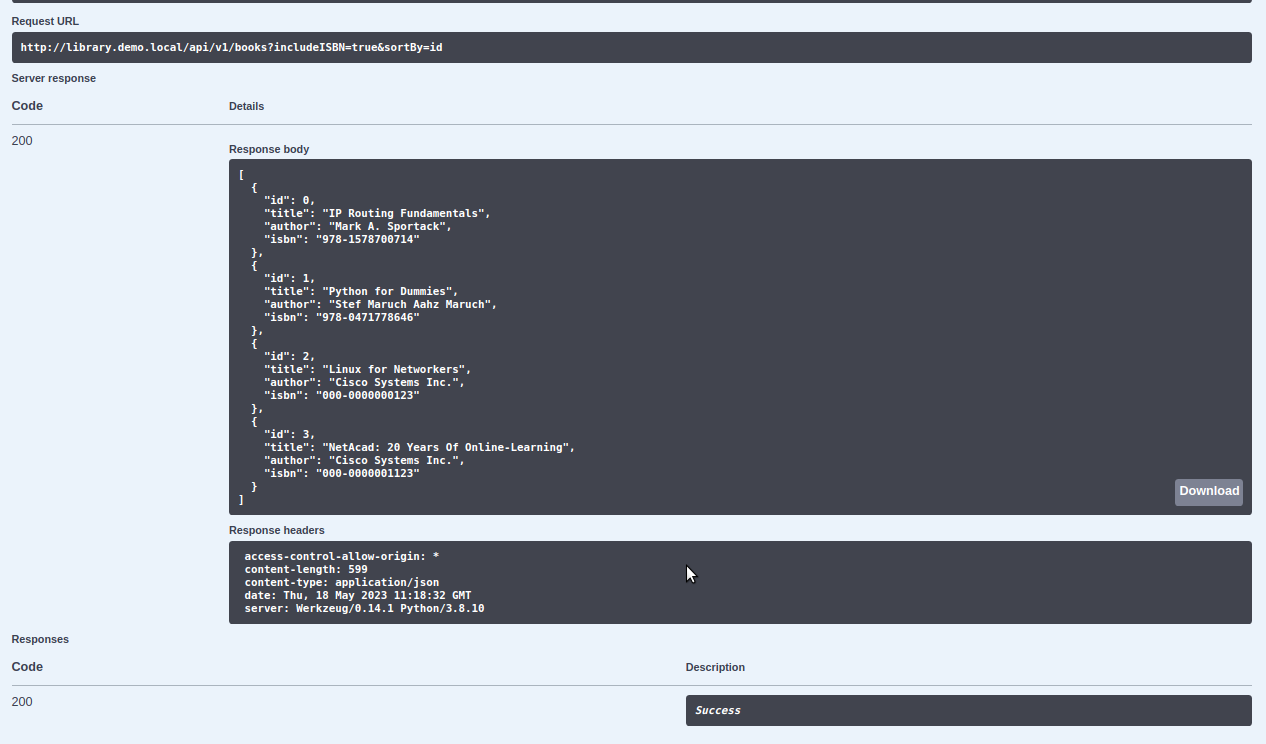 Request URL
http://library.demo.local/api/v1/books?includeISBN=true&sortBy=id
Server response
Code Details
200
Response body
[
  {
    "id": 0,
    "title": "IP Routing Fundamentals",
    "author": "Mark A. Sportack",
    "isbn": "978-1578700714"
  },
  {
    "id": 1,
    "title": "Python for Dummies",
    "author": "Stef Maruch Aahz Maruch",
    "isbn": "978-0471778646"
  },
  {
    "id": 2,
    "title": "Linux for Networkers",
    "author": "Cisco Systems Inc.",
    "isbn": "000-0000000123"
  },
  {
    "id": 3,
    "title": "NetAcad: 20 Years Of Online-Learning",
    "author": "Cisco Systems Inc.",
    "isbn": "000-0000001123"
  }
]
Download
Response headers
access-control-allow-origin: *
content-length: 599
content-type: application/json
date: Thu, 18 May 2023 11:18:32 GMT
server: Werkzeug/0.14.1 Python/3.8.10
Responses
Code Description
200
Success